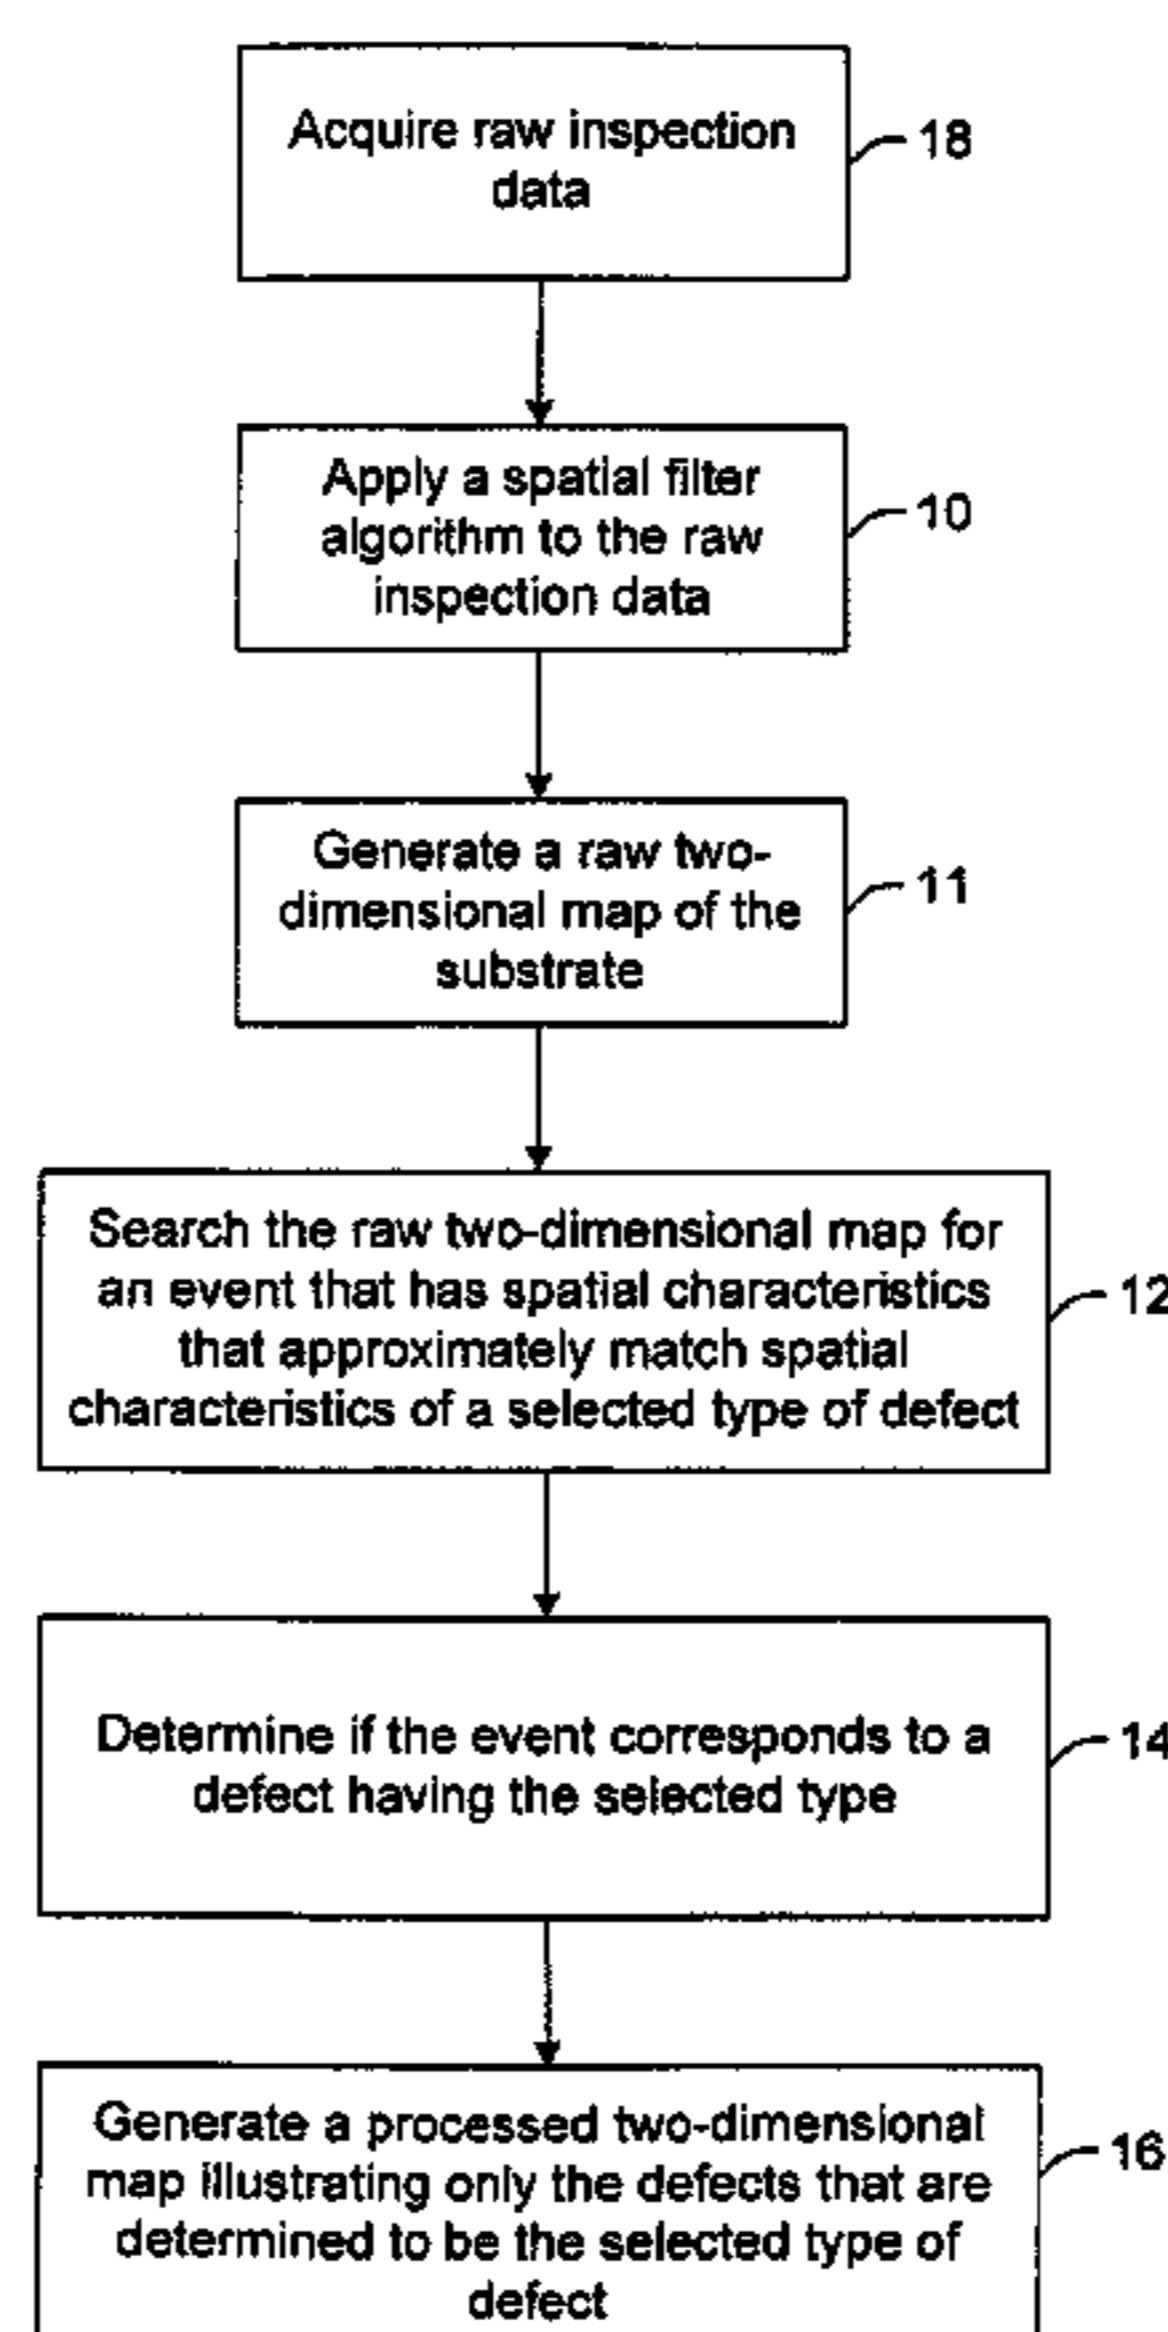 Acquire raw inspection
data
18
Apply a spatial filter
algorithm to the raw
inspection data
10
Generate a raw two-
dimensional map of the
substrate
11
Search the raw two-dimensional map for
an event that has spatial characteristics
that approximately match spatial
characteristics of a selected type of defect
12
Determine if the event corresponds to a
defect having the selected type
14
Generate a processed two-dimensional
map illustrating only the defects that are
determined to be the selected type of
defect
16